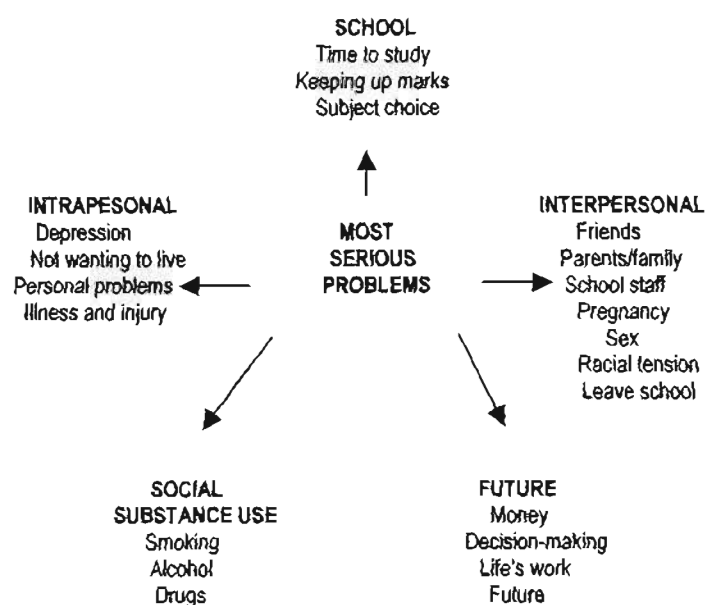 SCHOOL
Time to study
Keeping up marks
Subject choice
INTRAPESONAL
Depression
Not wanting to live
Personal problems
Illness and injury
MOST
SERIOUS
PROBLEMS
INTERPERSONAL
Friends
Parents/family
School staff
Pregnancy
Sex
Racial tension
Leave school
SOCIAL
SUBSTANCE USE
Smoking
Alcohol
Drugs
FUTURE
Money
Decision-making
Life's work
Future